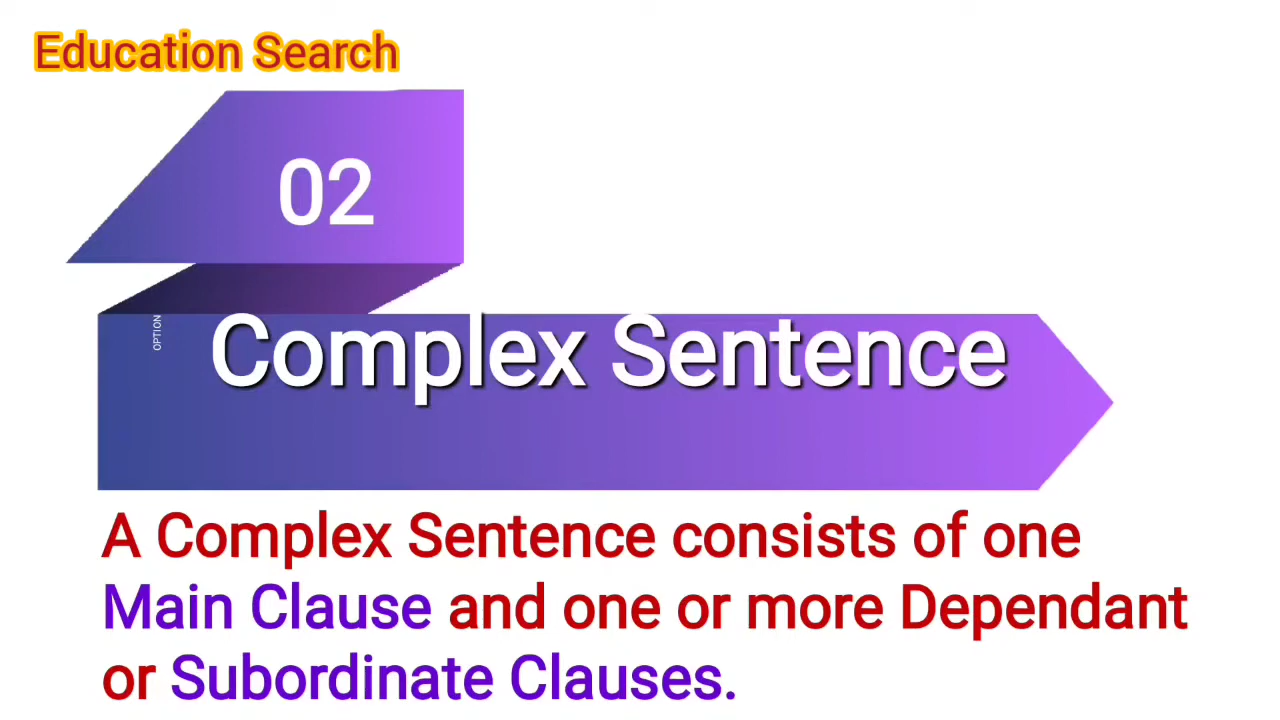 Education Search
02
OPTION
Complex Sentence
A Complex Sentence consists of one
Main Clause and one or more Dependant
or Subordinate Clauses.